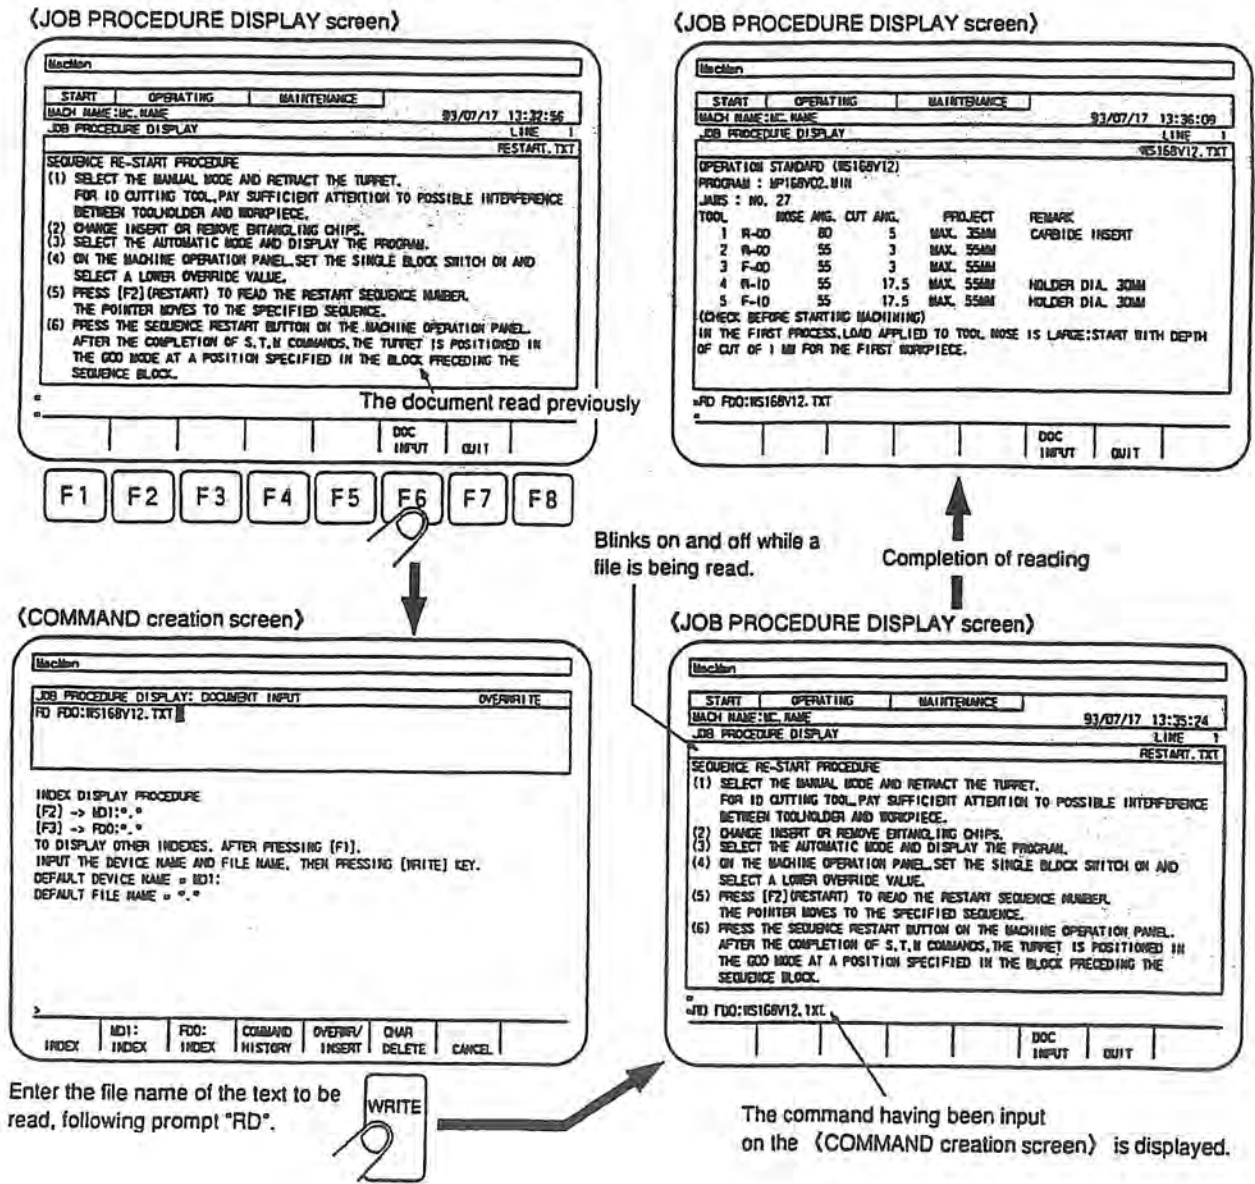 〈JOB PROCEDURE DISPLAY screen〉
MacMan
START OPERATING MAINTENANCE
MACH NAME:MC.NAME 93/07/17 13:32:56
JOB PROCEDURE DISPLAY LINE 1
RESTART.TXT
SEQUENCE RE-START PROCEDURE
(1) SELECT THE MANUAL MODE AND RETRACT THE TURRET.
FOR ID CUTTING TOOL,PAY SUFFICIENT ATTENTION TO POSSIBLE INTERFERENCE
BETWEEN TOOLHOLDER AND WORKPIECE.
(2) CHANGE INSERT OR REMOVE ENTANGLING CHIPS.
(3) SELECT THE AUTOMATIC MODE AND DISPLAY THE PROGRAM.
(4) ON THE MACHINE OPERATION PANEL,SET THE SINGLE BLOCK SWITCH ON AND
SELECT A LOWER OVERRIDE VALUE.
(5) PRESS [F2](RESTART) TO READ THE RESTART SEQUENCE NUMBER.
THE POINTER MOVES TO THE SPECIFIED SEQUENCE.
(6) PRESS THE SEQUENCE RESTART BUTTON ON THE MACHINE OPERATION PANEL.
AFTER THE COMPLETION OF S,T,M COMMANDS,THE TURRET IS POSITIONED IN
THE G00 MODE AT A POSITION SPECIFIED IN THE BLOCK PRECEDING THE
SEQUENCE BLOCK.
The document read previously
=
=
DOC
INPUT QUIT
F1 F2 F3 F4 F5 F6 F7 F8
〈COMMAND creation screen〉
MacMan
JOB PROCEDURE DISPLAY: DOCUMENT INPUT OVERWRITE
RD FD0:WS168V12.TXT
INDEX DISPLAY PROCEDURE
[F2] -> MD1:*.*
[F3] -> FD0:*.*
TO DISPLAY OTHER INDEXES, AFTER PRESSING [F1].
INPUT THE DEVICE NAME AND FILE NAME, THEN PRESSING [WRITE] KEY.
DEFAULT DEVICE NAME = MD1:
DEFAULT FILE NAME = *.*
>
MD1: FD0: COMMAND OVERWR/ CHAR
INDEX INDEX INDEX HISTORY INSERT DELETE CANCEL
Enter the file name of the text to be
read, following prompt "RD".
WRITE
〈JOB PROCEDURE DISPLAY screen〉
MacMan
START OPERATING MAINTENANCE
MACH NAME:MC.NAME 93/07/17 13:36:09
JOB PROCEDURE DISPLAY LINE 1
WS168V12.TXT
OPERATION STANDARD (WS168V12)
PROGRAM : MP168V02.MIN
JAWS : NO. 27
TOOL NOSE ANG. CUT ANG. PROJECT REMARK
1 R-OD 80 5 MAX. 35MM CARBIDE INSERT
2 R-OD 55 3 MAX. 55MM
3 F-OD 55 3 MAX. 55MM
4 R-ID 55 17.5 MAX. 55MM HOLDER DIA. 30MM
5 F-ID 55 17.5 MAX. 55MM HOLDER DIA. 30MM
(CHECK BEFORE STARTING MACHINING)
IN THE FIRST PROCESS,LOAD APPLIED TO TOOL NOSE IS LARGE:START WITH DEPTH
OF CUT OF 1 MM FOR THE FIRST WORKPIECE.
=RD FD0:WS168V12.TXT
=
DOC
INPUT QUIT
Completion of reading
Blinks on and off while a
file is being read.
〈JOB PROCEDURE DISPLAY screen〉
MacMan
START OPERATING MAINTENANCE
MACH NAME:MC.NAME 93/07/17 13:35:24
JOB PROCEDURE DISPLAY LINE 1
RESTART.TXT
SEQUENCE RE-START PROCEDURE
(1) SELECT THE MANUAL MODE AND RETRACT THE TURRET.
FOR ID CUTTING TOOL,PAY SUFFICIENT ATTENTION TO POSSIBLE INTERFERENCE
BETWEEN TOOLHOLDER AND WORKPIECE.
(2) CHANGE INSERT OR REMOVE ENTANGLING CHIPS.
(3) SELECT THE AUTOMATIC MODE AND DISPLAY THE PROGRAM.
(4) ON THE MACHINE OPERATION PANEL,SET THE SINGLE BLOCK SWITCH ON AND
SELECT A LOWER OVERRIDE VALUE.
(5) PRESS [F2](RESTART) TO READ THE RESTART SEQUENCE NUMBER.
THE POINTER MOVES TO THE SPECIFIED SEQUENCE.
(6) PRESS THE SEQUENCE RESTART BUTTON ON THE MACHINE OPERATION PANEL.
AFTER THE COMPLETION OF S,T,M COMMANDS,THE TURRET IS POSITIONED IN
THE G00 MODE AT A POSITION SPECIFIED IN THE BLOCK PRECEDING THE
SEQUENCE BLOCK.
=
=RD FD0:WS168V12.TXT
DOC
INPUT QUIT
The command having been input
on the 〈COMMAND creation screen〉 is displayed.